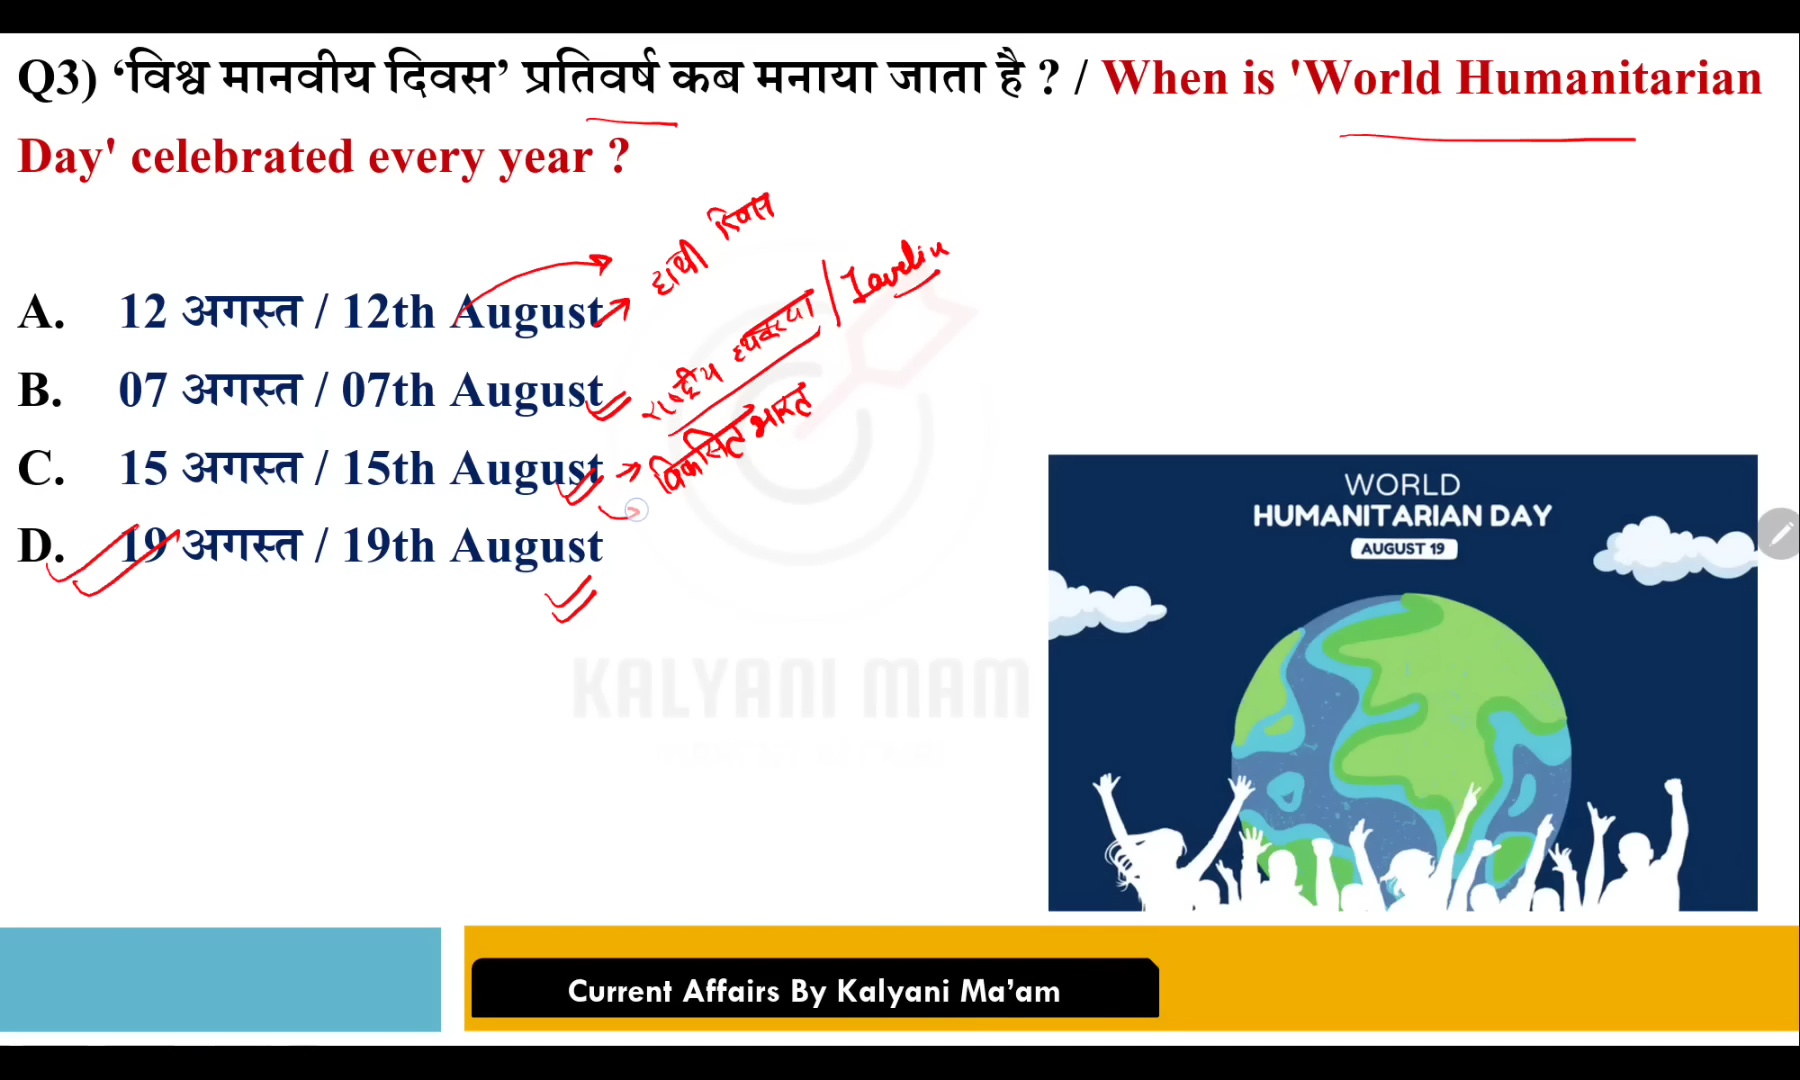 Q3) ‘विश्व मानवीय दिवस’ प्रतिवर्ष कब मनाया जाता है ? / When is 'World Humanitarian
Day' celebrated every year ?
हाथी दिवस
A. 12 अगस्त / 12th August
राष्ट्रीय हथकरघा / Javelin
B. 07 अगस्त / 07th August
विकसित भारत
C. 15 अगस्त / 15th August
D. 19 अगस्त / 19th August
WORLD
HUMANITARIAN DAY
AUGUST 19
KALYANI MAM
Current Affairs By Kalyani Ma’am